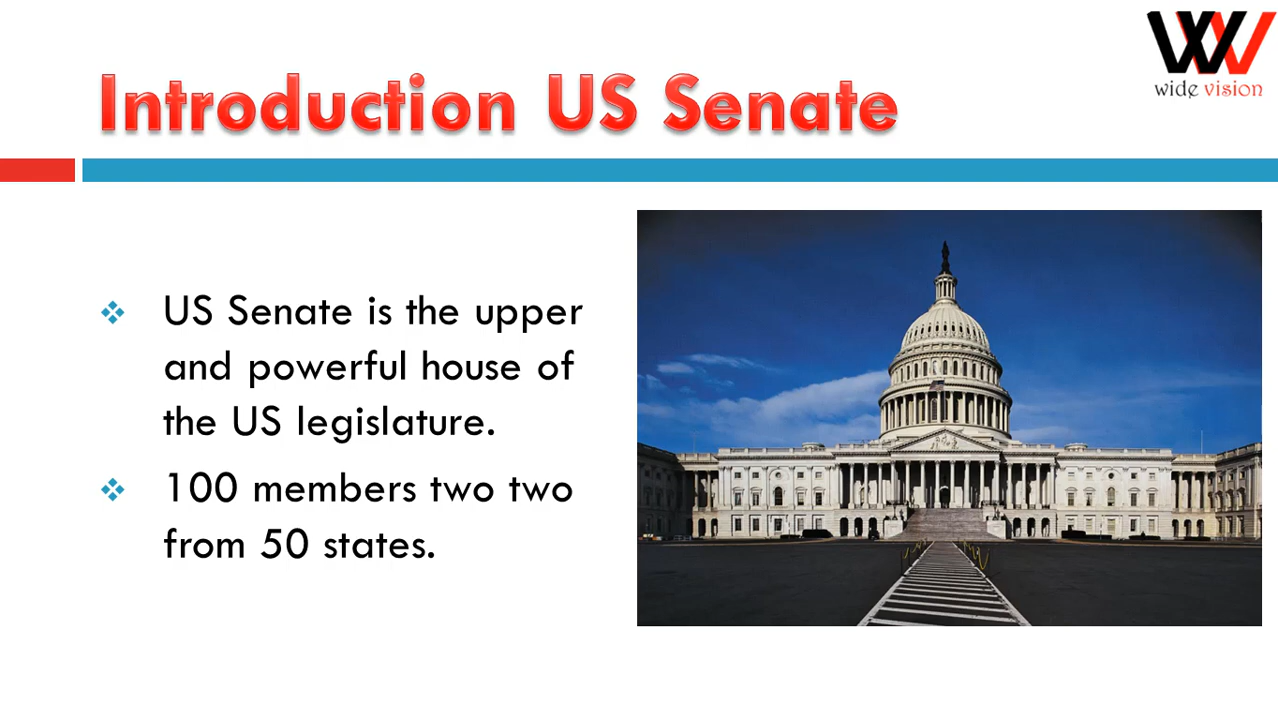 wide vision
Introduction US Senate
US Senate is the upper
and powerful house of
the US legislature.
100 members two two
from 50 states.